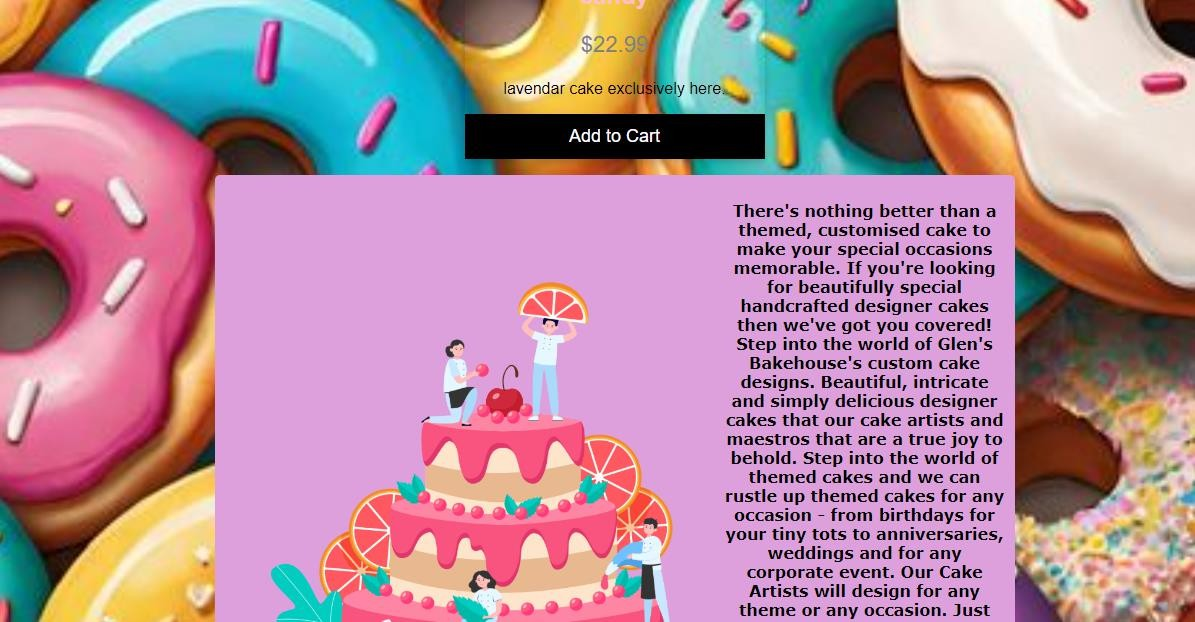 $22.99
lavendar cake exclusively here.
Add to Cart
There's nothing better than a
themed, customised cake to
make your special occasions
memorable. If you're looking
for beautifully special
handcrafted designer cakes
then we've got you covered!
Step into the world of Glen's
Bakehouse's custom cake
designs. Beautiful, intricate
and simply delicious designer
cakes that our cake artists and
maestros that are a true joy to
behold. Step into the world of
themed cakes and we can
rustle up themed cakes for any
occasion - from birthdays for
your tiny tots to anniversaries,
weddings and for any
corporate event. Our Cake
Artists will design for any
theme or any occasion. Just